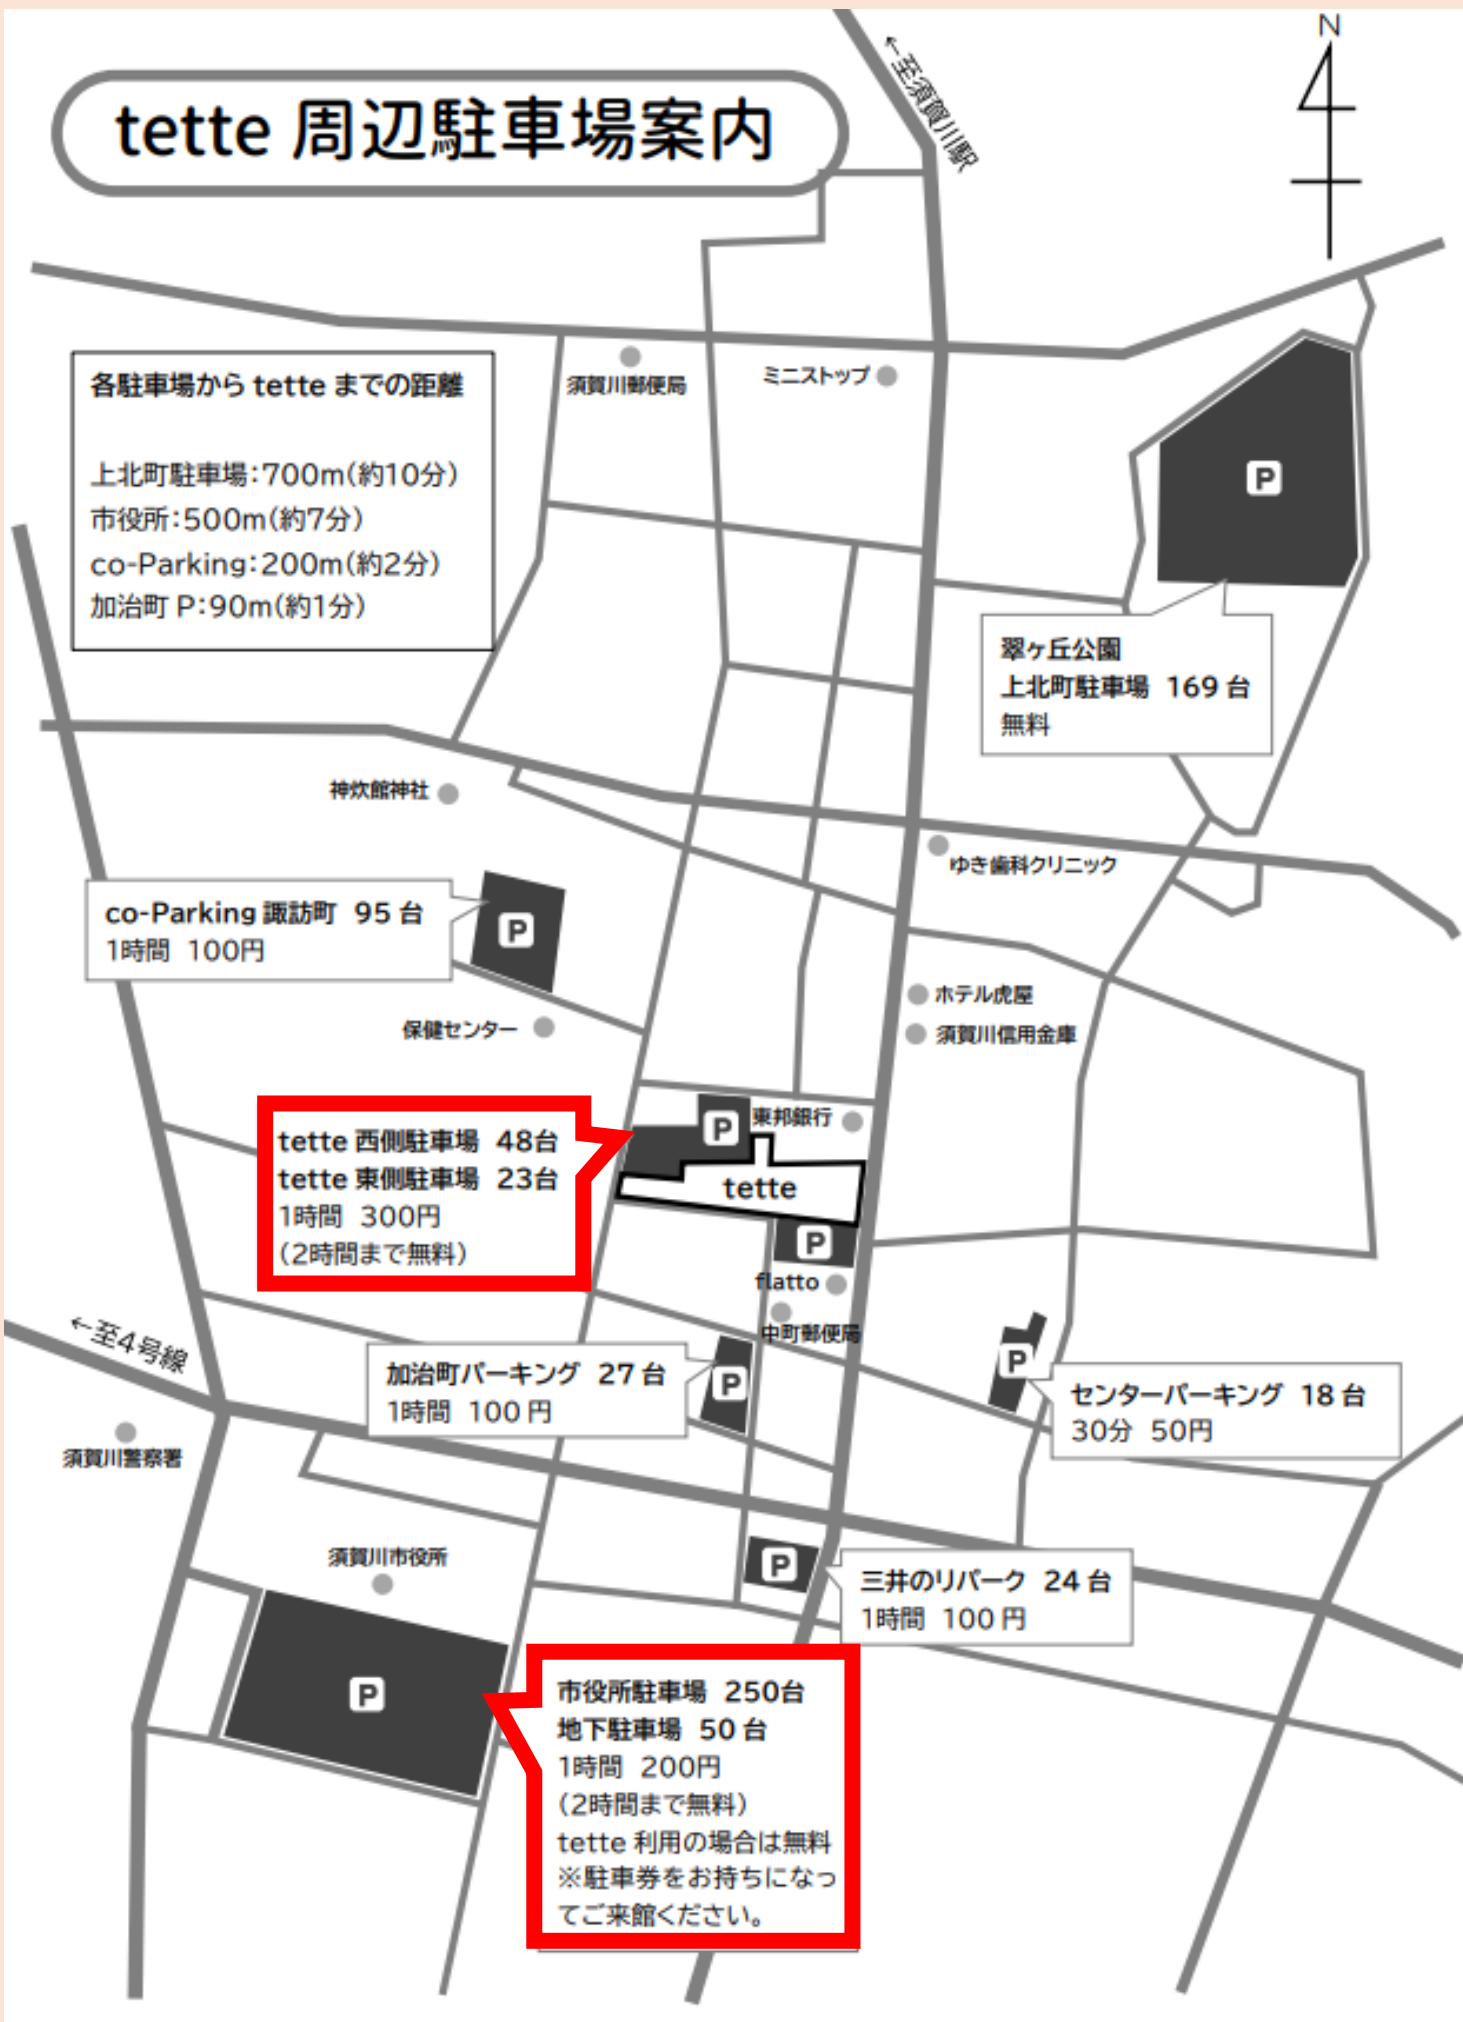 tette 周辺駐車場案内
←至須賀川駅
N
各駐車場から tette までの距離
上北町駐車場：700m（約10分）
市役所：500m（約7分）
co-Parking：200m（約2分）
加治町 P：90m（約1分）
須賀川郵便局
ミニストップ
P
翠ヶ丘公園
上北町駐車場 169 台
無料
神炊館神社
ゆき歯科クリニック
co-Parking 諏訪町 95 台
1時間 100円
P
保健センター
ホテル虎屋
須賀川信用金庫
tette 西側駐車場 48台
tette 東側駐車場 23台
1時間 300円
（2時間まで無料）
P
東邦銀行
tette
P
flatto
中町郵便局
←至4号線
加治町パーキング 27 台
1時間 100 円
P
P
センターパーキング 18 台
30分 50円
須賀川警察署
須賀川市役所
P
三井のリパーク 24 台
1時間 100 円
P
市役所駐車場 250台
地下駐車場 50 台
1時間 200円
（2時間まで無料）
tette 利用の場合は無料
※駐車券をお持ちになっ
てご来館ください。